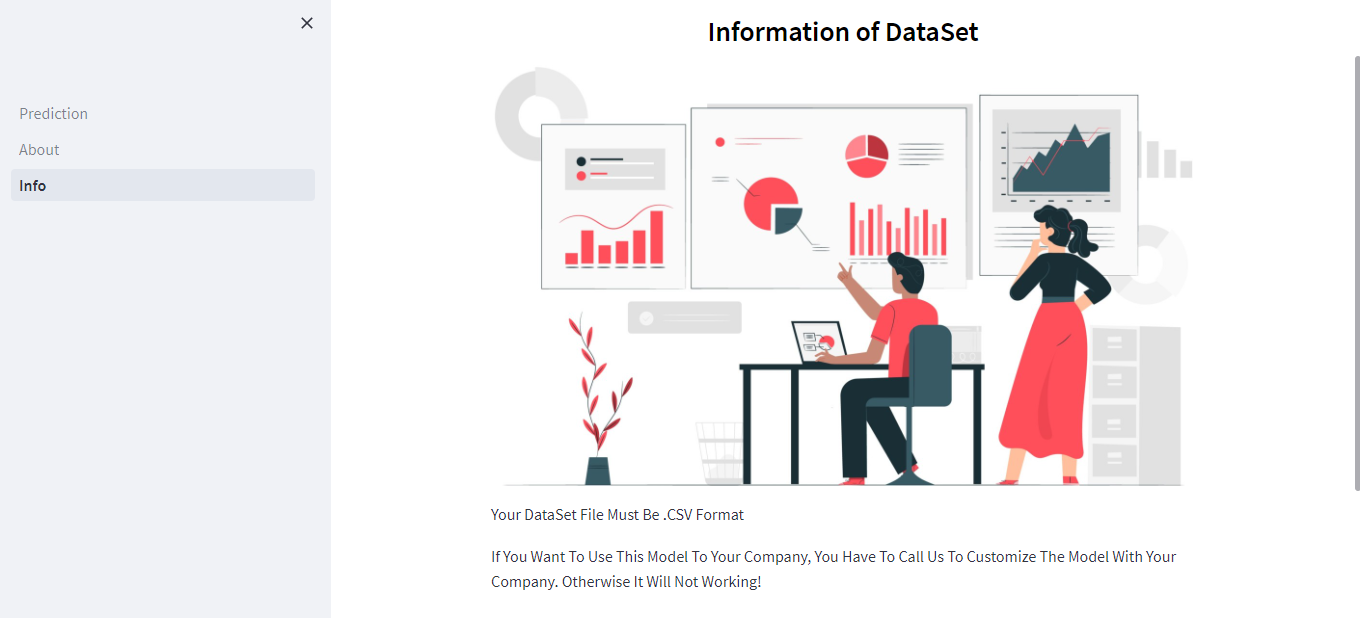 Information of DataSet
Prediction
About
Info
Your DataSet File Must Be .CSV Format
If You Want To Use This Model To Your Company, You Have To Call Us To Customize The Model With Your
Company. Otherwise It Will Not Working!